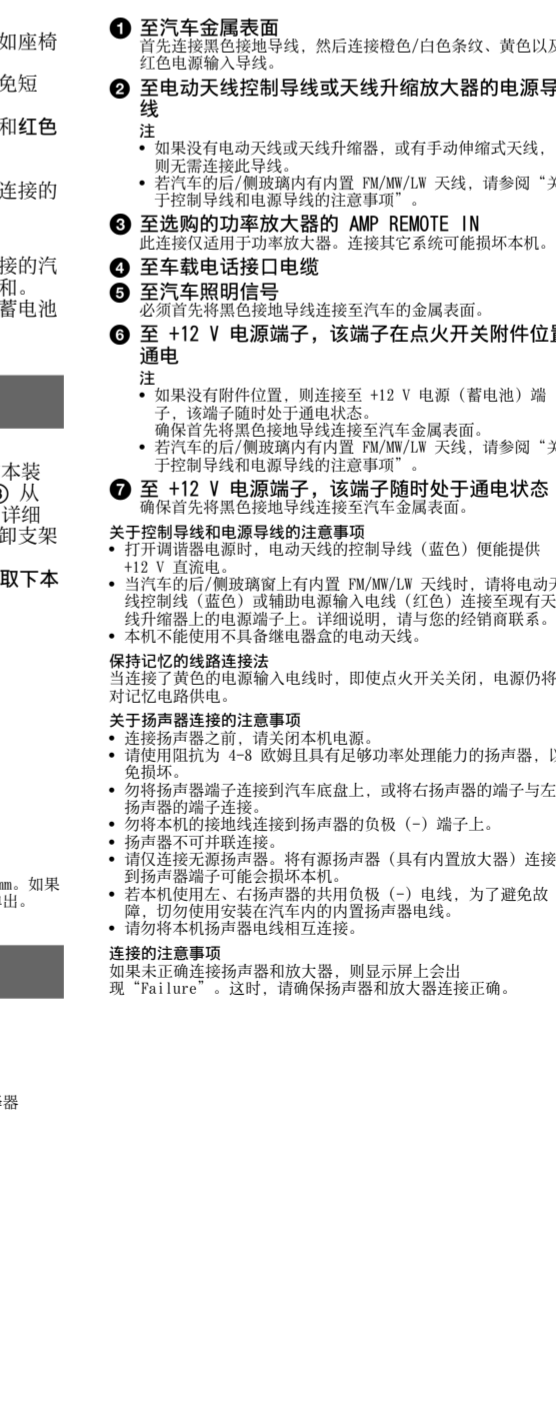 如座椅
免短
和红色
连接的
接的汽
和。
蓄电池
本装
从
详细
卸支架
取下本
mm。如果
出。
器
❶ 至汽车金属表面
首先连接黑色接地导线，然后连接橙色/白色条纹、黄色以及
红色电源输入导线。
❷ 至电动天线控制导线或天线升缩放大器的电源导
线
注
• 如果没有电动天线或天线升缩器，或有手动伸缩式天线，
则无需连接此导线。
• 若汽车的后/侧玻璃内有内置 FM/MW/LW 天线，请参阅“关
于控制导线和电源导线的注意事项”。
❸ 至选购的功率放大器的 AMP REMOTE IN
此连接仅适用于功率放大器。连接其它系统可能损坏本机。
❹ 至车载电话接口电缆
❺ 至汽车照明信号
必须首先将黑色接地导线连接至汽车的金属表面。
❻ 至 +12 V 电源端子，该端子在点火开关附件位置
通电
注
• 如果没有附件位置，则连接至 +12 V 电源（蓄电池）端
子，该端子随时处于通电状态。
确保首先将黑色接地导线连接至汽车金属表面。
• 若汽车的后/侧玻璃内有内置 FM/MW/LW 天线，请参阅“关
于控制导线和电源导线的注意事项”。
❼ 至 +12 V 电源端子，该端子随时处于通电状态
确保首先将黑色接地导线连接至汽车金属表面。
关于控制导线和电源导线的注意事项
• 打开调谐器电源时，电动天线的控制导线（蓝色）便能提供
+12 V 直流电。
• 当汽车的后/侧玻璃窗上有内置 FM/MW/LW 天线时，请将电动天
线控制线（蓝色）或辅助电源输入电线（红色）连接至现有天
线升缩器上的电源端子上。详细说明，请与您的经销商联系。
• 本机不能使用不具备继电器盒的电动天线。
保持记忆的线路连接法
当连接了黄色的电源输入电线时，即使点火开关关闭，电源仍将
对记忆电路供电。
关于扬声器连接的注意事项
• 连接扬声器之前，请关闭本机电源。
• 请使用阻抗为 4-8 欧姆且具有足够功率处理能力的扬声器，以
免损坏。
• 勿将扬声器端子连接到汽车底盘上，或将右扬声器的端子与左
扬声器的端子连接。
• 勿将本机的接地线连接到扬声器的负极（-）端子上。
• 扬声器不可并联连接。
• 请仅连接无源扬声器。将有源扬声器（具有内置放大器）连接
到扬声器端子可能会损坏本机。
• 若本机使用左、右扬声器的共用负极（-）电线，为了避免故
障，切勿使用安装在汽车内的内置扬声器电线。
• 请勿将本机扬声器电线相互连接。
连接的注意事项
如果未正确连接扬声器和放大器，则显示屏上会出
现“Failure”。这时，请确保扬声器和放大器连接正确。